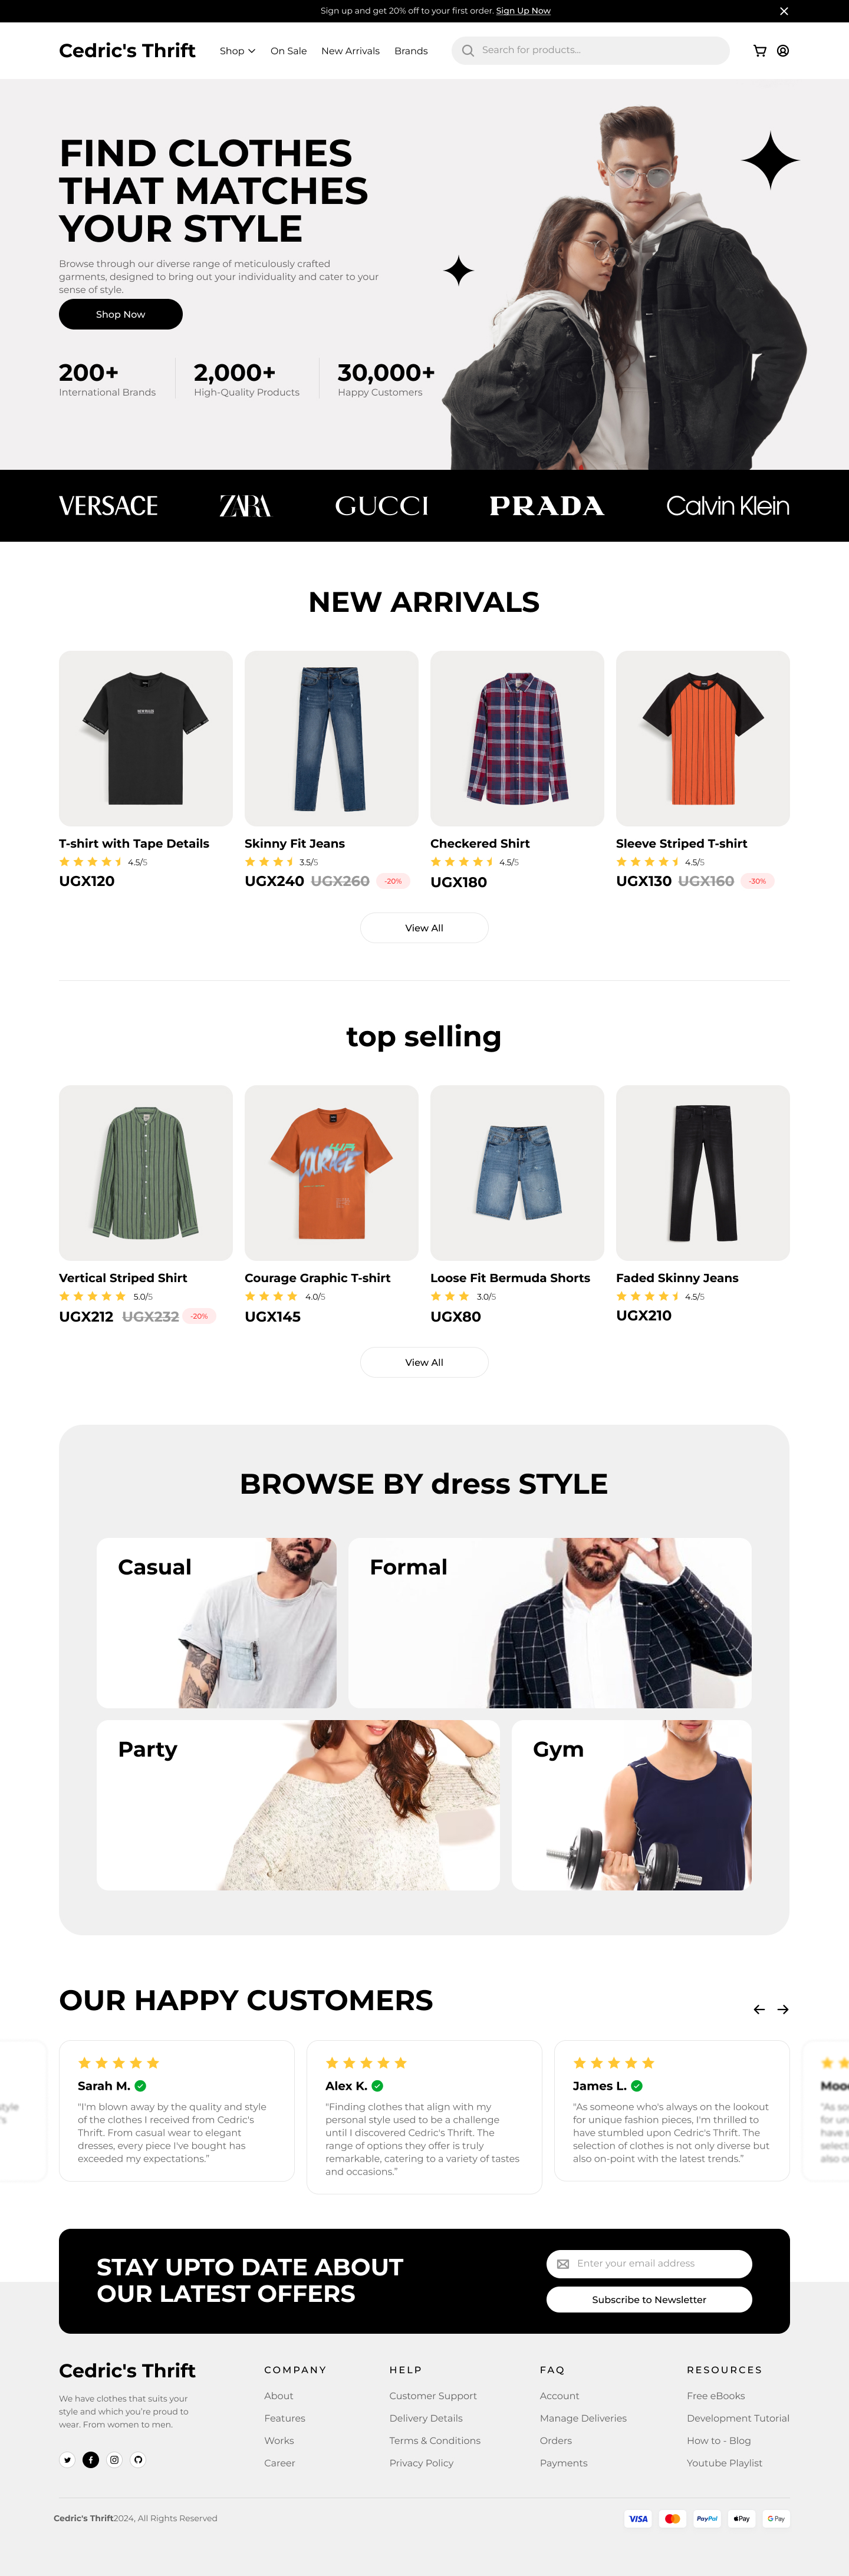 Sign up and get 20% off to your first order. Sign Up Now
Cedric's Thrift
Shop
On Sale
New Arrivals
Brands
Search for products...
FIND CLOTHES
THAT MATCHES
YOUR STYLE
Browse through our diverse range of meticulously crafted
garments, designed to bring out your individuality and cater to your
sense of style.
Shop Now
200+
International Brands
2,000+
High-Quality Products
30,000+
Happy Customers
VERSACE
ZARA
GUCCI
PRADA
Calvin Klein
NEW ARRIVALS
T-shirt with Tape Details
4.5/5
UGX120
Skinny Fit Jeans
3.5/5
UGX240 UGX260 -20%
Checkered Shirt
4.5/5
UGX180
Sleeve Striped T-shirt
4.5/5
UGX130 UGX160 -30%
View All
top selling
COURAGE
Vertical Striped Shirt
5.0/5
UGX212 UGX232 -20%
Courage Graphic T-shirt
4.0/5
UGX145
Loose Fit Bermuda Shorts
3.0/5
UGX80
Faded Skinny Jeans
4.5/5
UGX210
View All
BROWSE BY dress STYLE
Casual
Formal
Party
Gym
OUR HAPPY CUSTOMERS
Sarah M.
"I'm blown away by the quality and style
of the clothes I received from Cedric's
Thrift. From casual wear to elegant
dresses, every piece I've bought has
exceeded my expectations.”
Alex K.
"Finding clothes that align with my
personal style used to be a challenge
until I discovered Cedric's Thrift. The
range of options they offer is truly
remarkable, catering to a variety of tastes
and occasions.”
James L.
"As someone who's always on the lookout
for unique fashion pieces, I'm thrilled to
have stumbled upon Cedric's Thrift. The
selection of clothes is not only diverse but
also on-point with the latest trends.”
STAY UPTO DATE ABOUT
OUR LATEST OFFERS
Enter your email address
Subscribe to Newsletter
Cedric's Thrift
We have clothes that suits your
style and which you're proud to
wear. From women to men.
COMPANY
About
Features
Works
Career
HELP
Customer Support
Delivery Details
Terms & Conditions
Privacy Policy
FAQ
Account
Manage Deliveries
Orders
Payments
RESOURCES
Free eBooks
Development Tutorial
How to - Blog
Youtube Playlist
Cedric's Thrift2024, All Rights Reserved
VISA
PayPal
Pay
G Pay